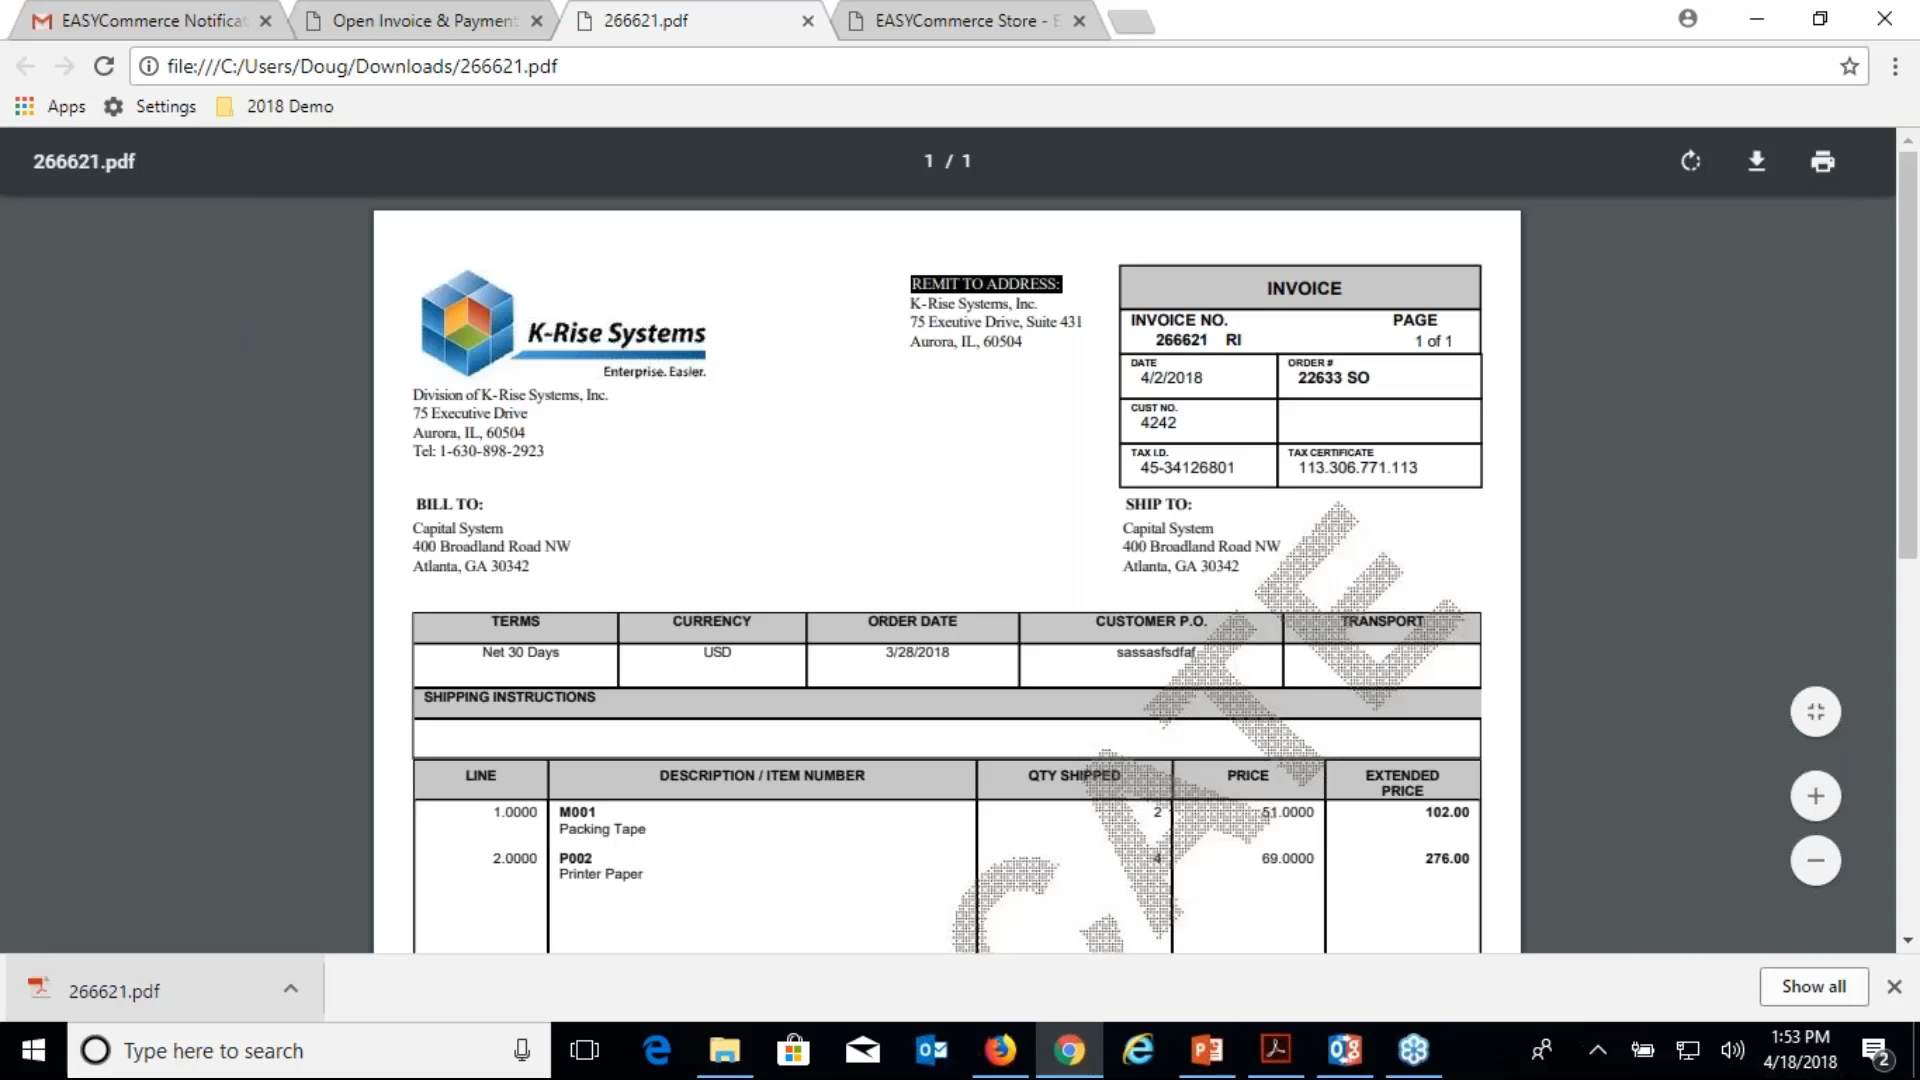 EASYCommerce Notificat
Open Invoice & Payment
266621.pdf
EASYCommerce Store - E
file:///C:/Users/Doug/Downloads/266621.pdf
Apps
Settings
2018 Demo
266621.pdf
1 / 1
K-Rise Systems
Enterprise. Easier.
Division of K-Rise Systems, Inc.
75 Executive Drive
Aurora, IL, 60504
Tel: 1-630-898-2923
REMIT TO ADDRESS:
K-Rise Systems, Inc.
75 Exeutive Drive, Suite 431
Aurora, IL, 60504
INVOICE
INVOICE NO. PAGE
266621 RI 1 of 1
DATE ORDER #
4/2/2018 22633 SO
CUST NO.
4242
TAX I.D. TAX CERTIFICATE
45-34126801 113.306.771.113
BILL TO:
Capital System
400 Broadland Road NW
Atlanta, GA 30342
SHIP TO:
Capital System
400 Broadland Road NW
Atlanta, GA 30342
TERMS CURRENCY ORDER DATE CUSTOMER P.O. TRANSPORT
Net 30 Days USD 3/28/2018 sassasfsdfaf
SHIPPING INSTRUCTIONS
LINE DESCRIPTION / ITEM NUMBER QTY SHIPPED PRICE EXTENDED
PRICE
1.0000 M001 2 51.0000 102.00
Packing Tape
2.0000 P002 4 69.0000 276.00
Printer Paper
266621.pdf
Show all
Type here to search
1:53 PM
4/18/2018
2